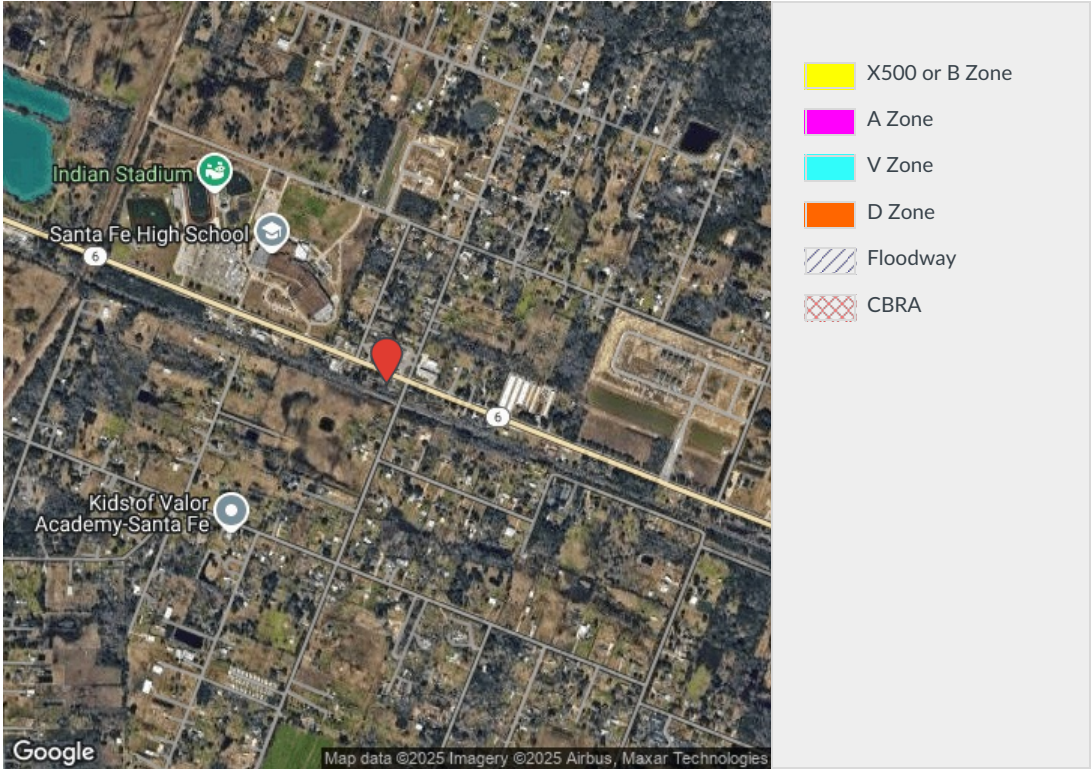 Indian Stadium
Santa Fe High School
6
6
Kids of Valor
Academy-Santa Fe
Google
Map data ©2025 Imagery ©2025 Airbus, Maxar Technologies
X500 or B Zone
A Zone
V Zone
D Zone
Floodway
CBRA